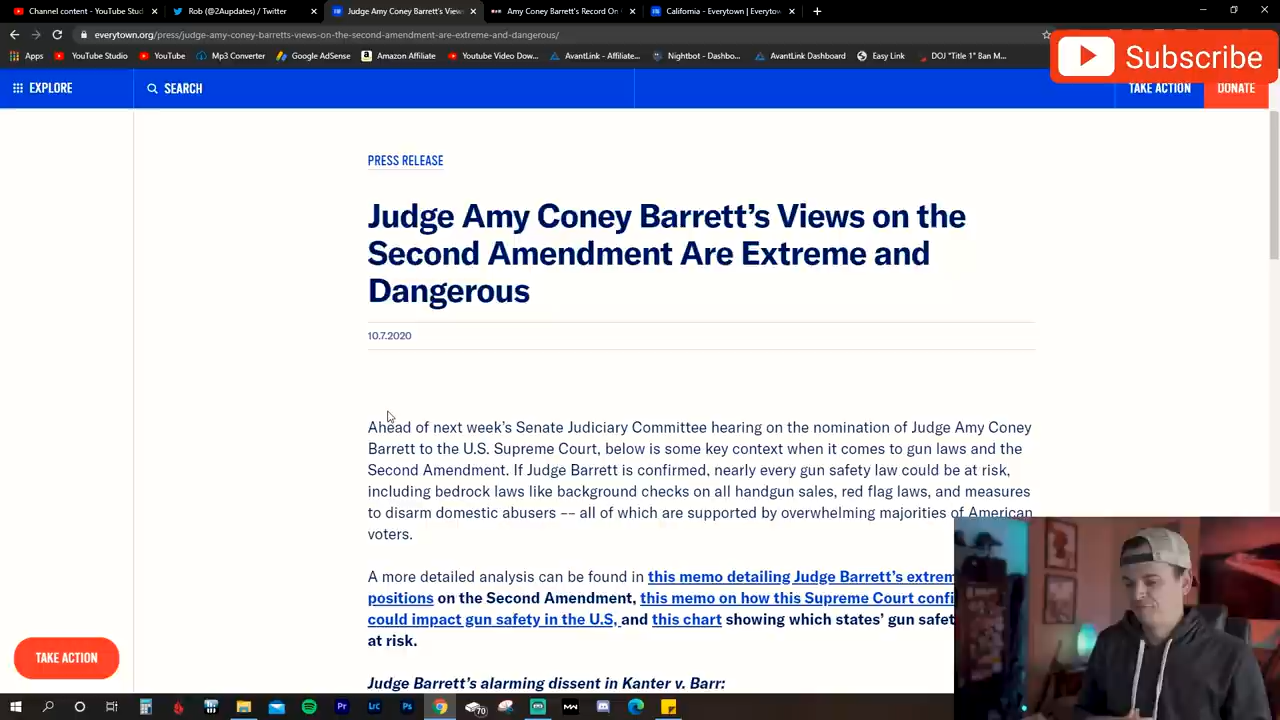 Channel content - YouTube Stud
Rob (@2Aupdates) / Twitter
Judge Amy Coney Barrett's Views
Amy Coney Barrett's Record On
California - Everytown | Everytow
everytown.org/press/judge-amy-coney-barretts-views-on-the-second-amendment-are-extreme-and-dangerous/
Apps
YouTube Studio
YouTube
MP3 Converter
Google AdSense
Amazon Affiliate
Youtube Video Dow...
AvantLink - Affiliate...
Nightbot - Dashbo...
AvantLink Dashboard
Easy Link
DOJ "Title 1" Ban M...
Subscribe
EXPLORE
SEARCH
TAKE ACTION
DONATE
PRESS RELEASE
Judge Amy Coney Barrett's Views on the
Second Amendment Are Extreme and
Dangerous
10.7.2020
Ahead of next week's Senate Judiciary Committee hearing on the nomination of Judge Amy Coney
Barrett to the U.S. Supreme Court, below is some key context when it comes to gun laws and the
Second Amendment. If Judge Barrett is confirmed, nearly every gun safety law could be at risk,
including bedrock laws like background checks on all handgun sales, red flag laws, and measures
to disarm domestic abusers –– all of which are supported by overwhelming majorities of American
voters.
A more detailed analysis can be found in this memo detailing Judge Barrett's extrem
positions on the Second Amendment, this memo on how this Supreme Court confi
could impact gun safety in the U.S., and this chart showing which states' gun safet
at risk.
TAKE ACTION
Judge Barrett's alarming dissent in Kanter v. Barr: